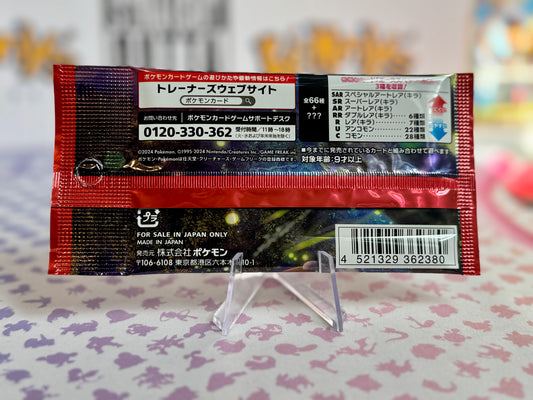 ポケモンカードゲームの遊びかたや最新情報はこちら!
トレーナーズウェブサイト
ポケモンカード
お問い合わせ先 ポケモンカードゲームサポートデスク
0120-330-362 受付時間/11時〜18時
©2024 Pokémon. ©1995-2024 Nintendo/Creatures Inc./GAME FREAK inc.
ポケモン・Pokémonは任天堂・クリーチャーズ・ゲームフリークの登録商標です。
全66種
+
???
SAR スペシャルアートレア(キラ)
SR スーパーレア(キラ)
AR アートレア(キラ)
RR ダブルレア(キラ) 6種類
R レア(キラ)
U アンコモン
C コモン
■今までに発売されているカードと組み合わせて遊べます
対象年齢:9才以上
プラ
FOR SALE IN JAPAN ONLY
MADE IN JAPAN
発売元 株式会社ポケモン
〒106-6108 東京都港区六本木
4 521329 362380